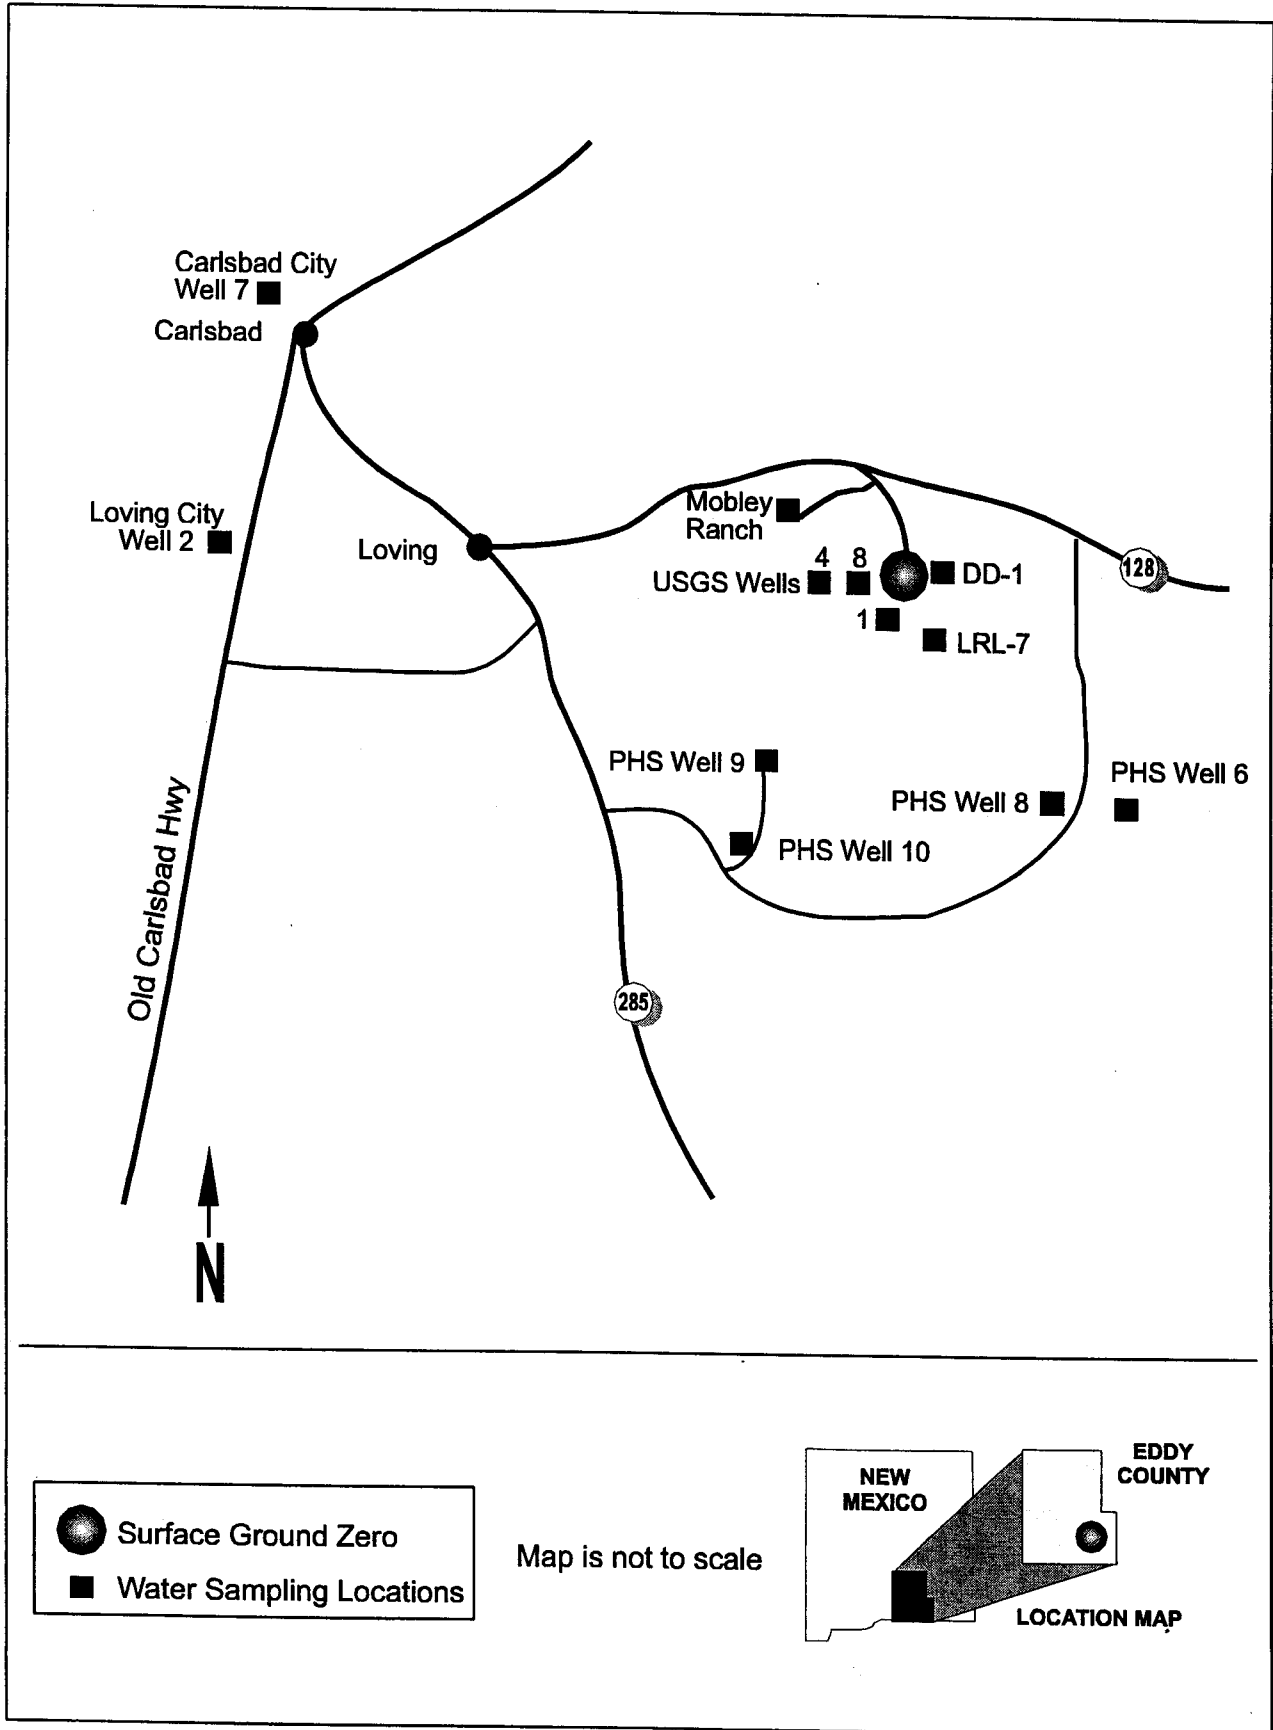 Carlsbad City
Well 7
Carlsbad
Loving City
Well 2
Loving
Mobley
Ranch
4 8
USGS Wells
DD-1
1
LRL-7
128
PHS Well 9
PHS Well 6
PHS Well 8
PHS Well 10
Old Carlsbad Hwy
285
N
Surface Ground Zero
Water Sampling Locations
Map is not to scale
NEW
MEXICO
EDDY
COUNTY
LOCATION MAP